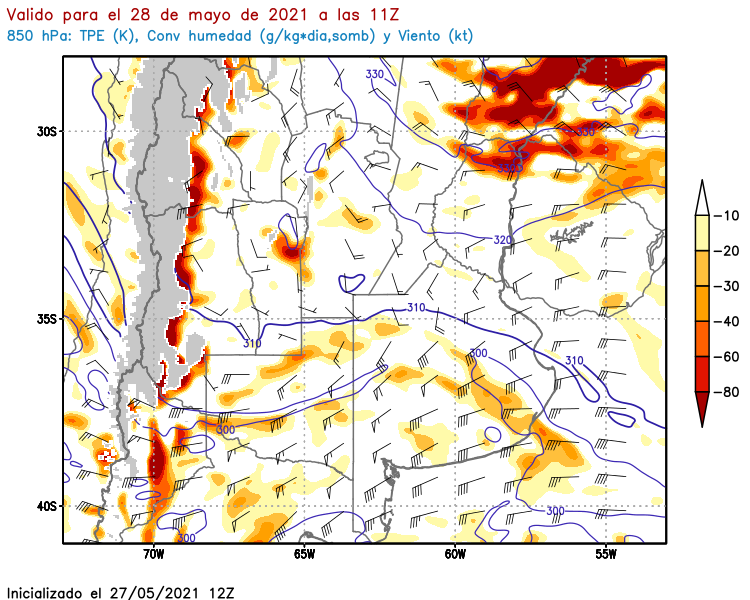 Valido para el 28 de mayo de 2021 a las 11Z
850 hPa: TPE (K), Conv humedad (g/kg*dia,somb) y Viento (kt)
330
30S
330
330
320
-10
-20
-30
-40
-60
-80
310
35S
310
300
310
300
40S
300
300
70W
65W
60W
55W
Inicializado el 27/05/2021 12Z